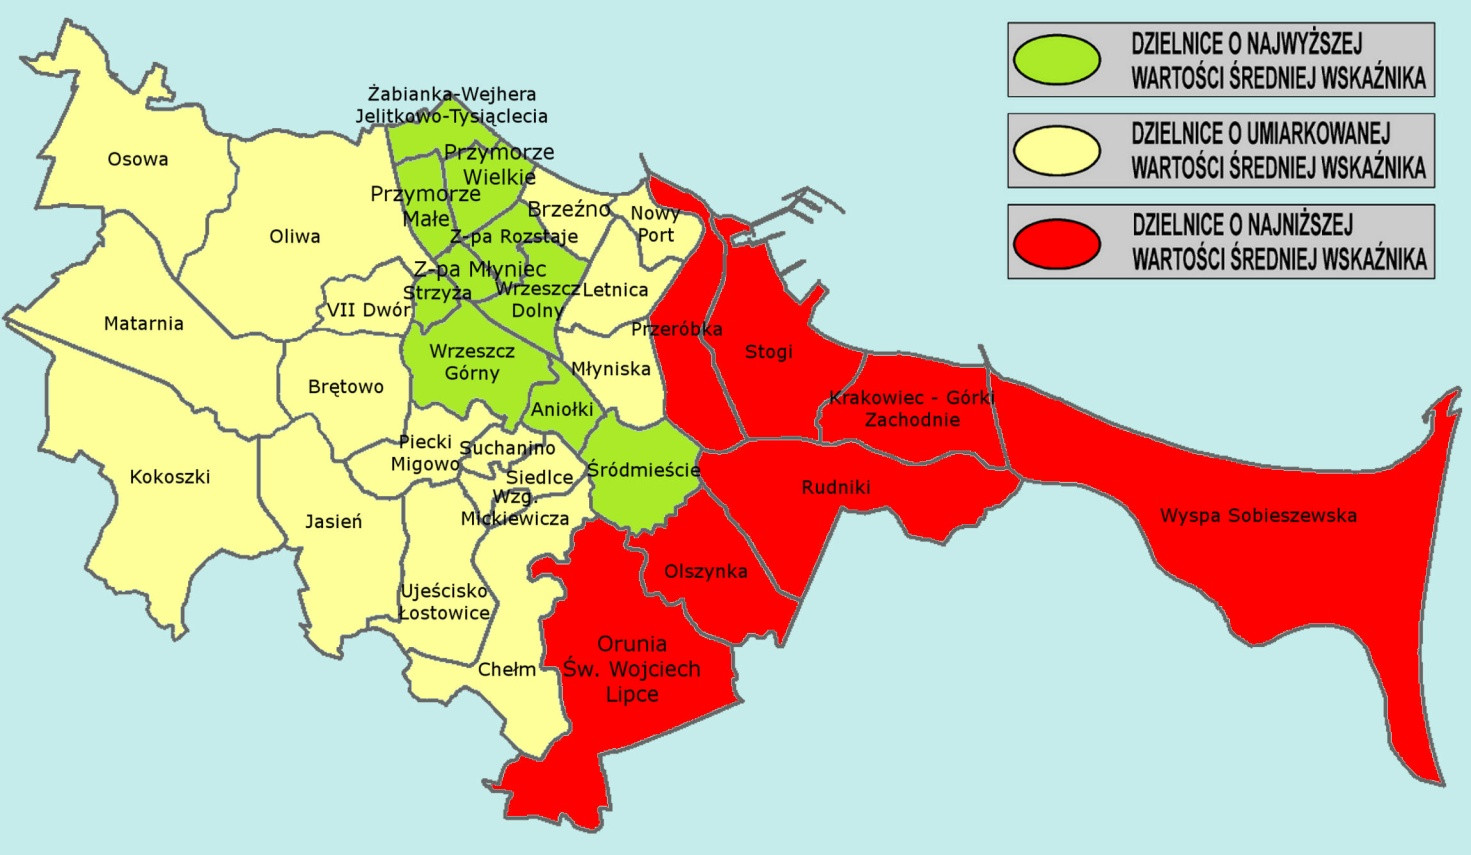 DZIELNICE O NAJWYŻSZEJ
WARTOŚCI ŚREDNIEJ WSKAŹNIKA
DZIELNICE O UMIARKOWANEJ
WARTOŚCI ŚREDNIEJ WSKAŹNIKA
DZIELNICE O NAJNIŻSZEJ
WARTOŚCI ŚREDNIEJ WSKAŹNIKA
Żabianka-Wejhera
Jelitkowo-Tysiąclecia
Osowa
Przymorze
Wielkie
Przymorze
Małe
Brzeźno
Nowy
Port
Oliwa
Z-pa Rozstaje
Z-pa Młyniec
Strzyża
Wrzeszcz
Dolny
Letnica
VII Dwór
Matarnia
Przeróbka
Stogi
Wrzeszcz
Górny
Młyniska
Brętowo
Krakowiec - Górki
Zachodnie
Aniołki
Piecki
Migowo
Suchanino
Siedlce
Śródmieście
Kokoszki
Rudniki
Wzg.
Mickiewicza
Jasień
Wyspa Sobieszewska
Olszynka
Ujeścisko
Łostowice
Orunia
Św. Wojciech
Lipce
Chełm